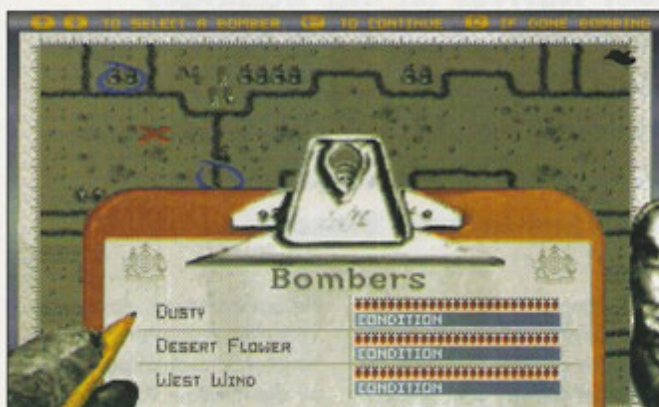 TO SELECT A BOMBER TO CONTINUE IF DONE BOMBING
Bombers
DUSTY
CONDITION
DESERT FLOWER
CONDITION
WEST WIND
CONDITION